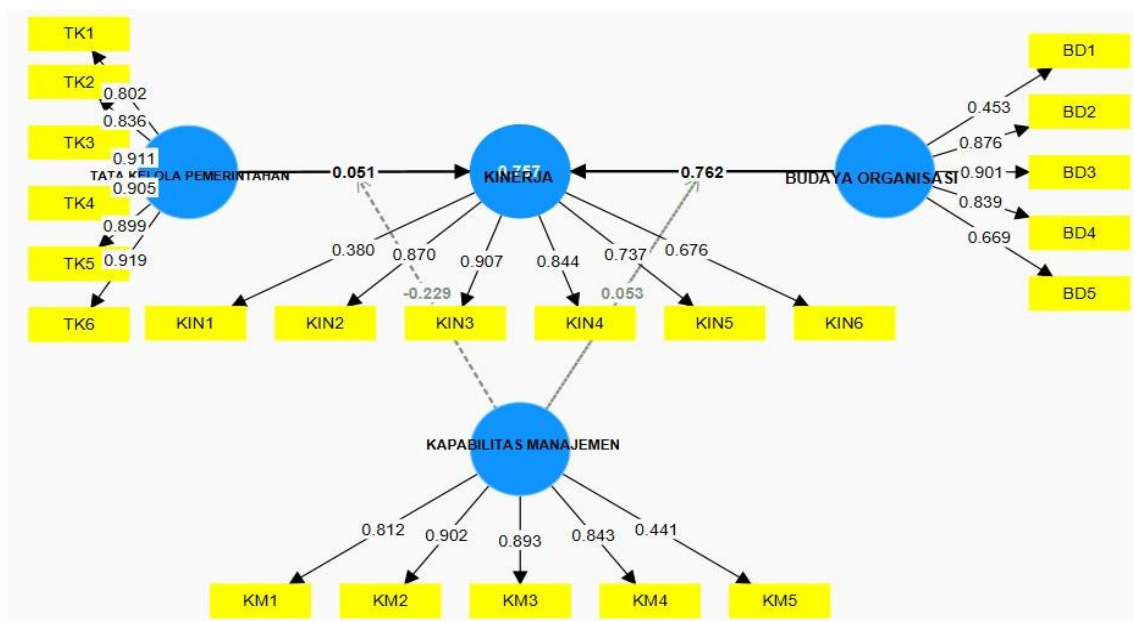 TK1
TK2
TK3
TK4
TK5
TK6
0.802
0.836
0.911
0.905
0.899
0.919
TATA KELOLA PEMERINTAHAN
0.051
0.757
KINERJA
0.762
BUDAYA ORGANISASI
0.453
0.876
0.901
0.839
0.669
BD1
BD2
BD3
BD4
BD5
0.380
0.870
0.907
0.844
0.737
0.676
-0.229
0.053
KIN1
KIN2
KIN3
KIN4
KIN5
KIN6
KAPABILITAS MANAJEMEN
0.812
0.902
0.893
0.843
0.441
KM1
KM2
KM3
KM4
KM5